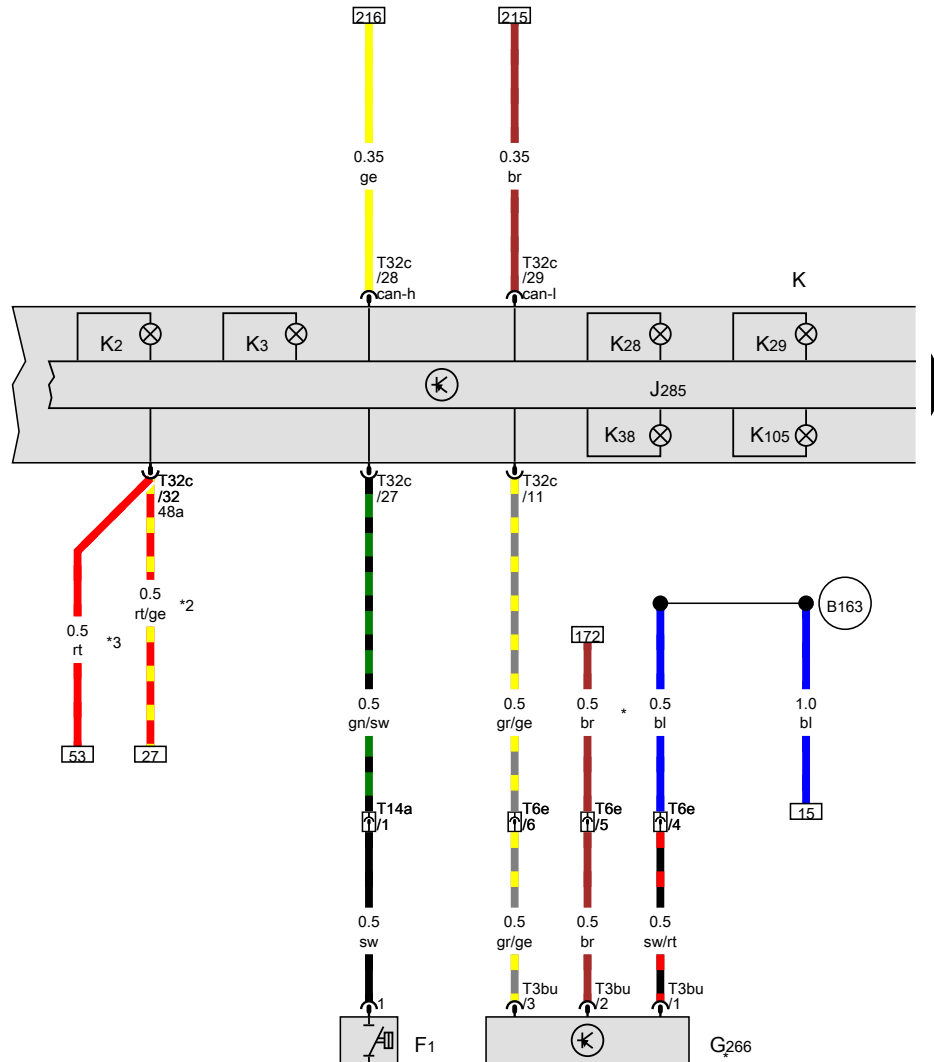 216 215
0.35 0.35
ge br
T32c T32c
/28 /29
can-h can-l
K
K2 K3 K28 K29
J285
K38 K105
T32c T32c T32c
/32 /27 /11
48a
0.5
rt/ge *2
0.5
rt *3
B163
172
0.5 0.5 0.5 0.5 1.0
gn/sw gr/ge br * bl bl
53 27
T14a T6e T6e T6e
/1 /6 /5 /4
15
0.5 0.5 0.5 0.5
sw gr/ge br sw/rt
T3bu T3bu T3bu
1 /3 /2 /1
F1 G266
*